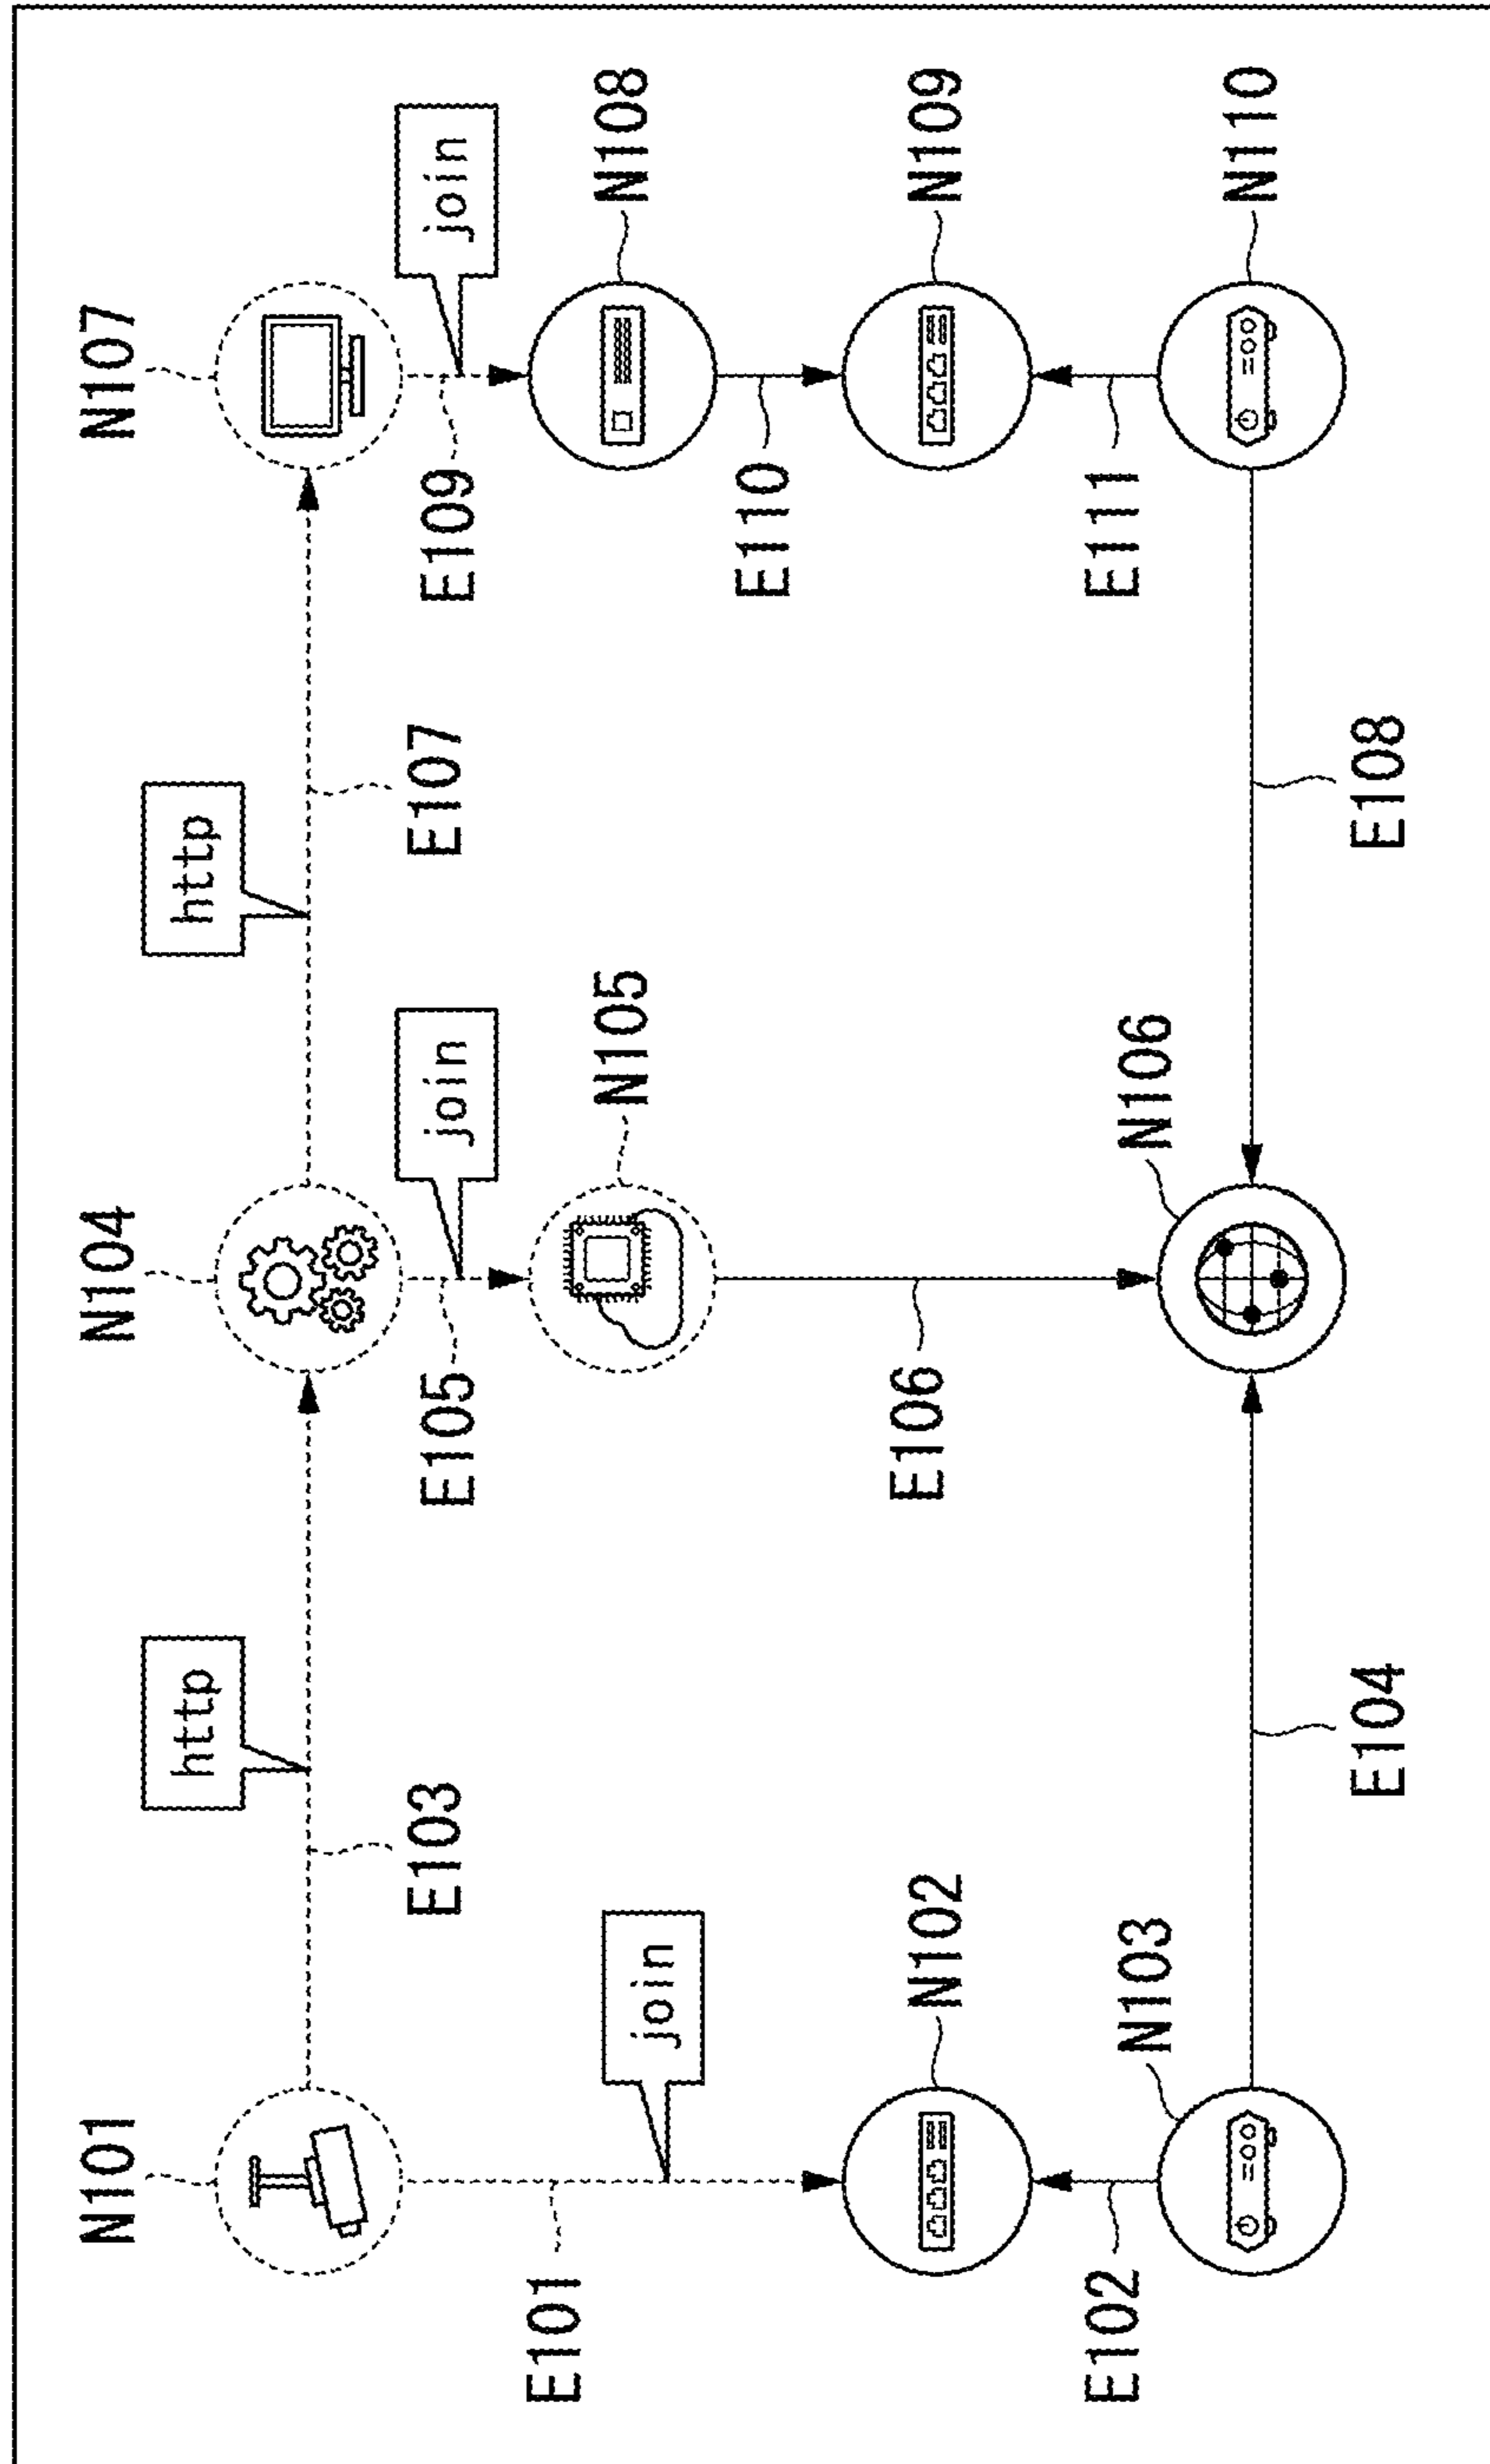 N101 N104 N107
http http
E103 E105 join E107 E109 join
E101 join N105 N108
E110
N102 E106 N109
E102 N103 N106 E111 N110
E104 E108